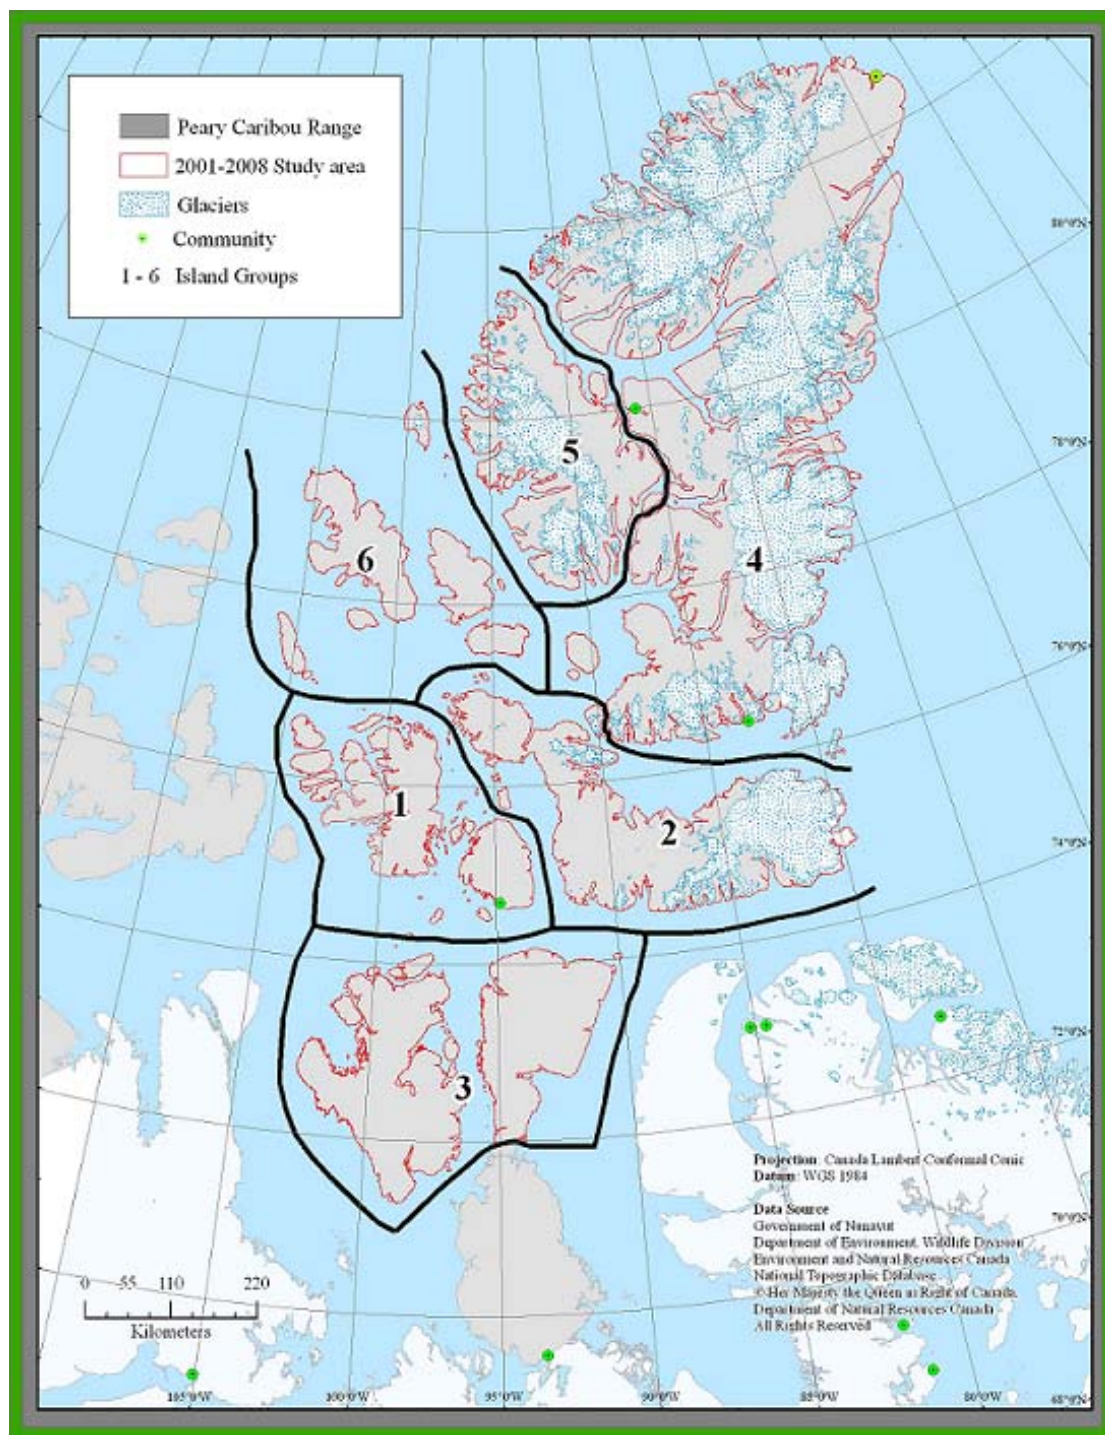 Peary Caribou Range
2001-2008 Study area
Glaciers
Community
1 - 6 Island Groups
80°0'N
78°0'N
5
6
4
76°0'N
1
2
74°0'N
72°0'N
3
Projection: Canada Lambert Conformal Conic
Datum: WGS 1984
Data Source
Government of Nunavut
Department of Environment, Wildlife Division
Environment and Natural Resources Canada
National Topographic Database
©Her Majesty the Queen in Right of Canada.
Department of Natural Resources Canada
All Rights Reserved
70°0'N
0 55 110 220
Kilometers
105°0'W 100°0'W 95°0'W 90°0'W 85°0'W 80°0'W 68°0'N